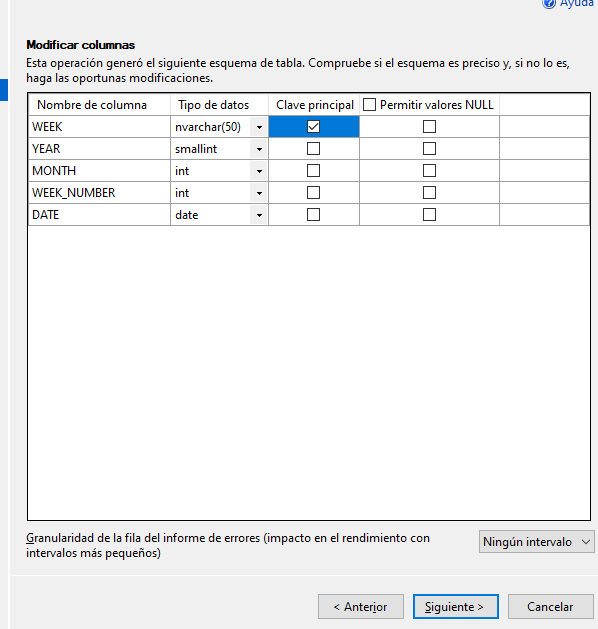 Ayuda
Modificar columnas
Esta operación generó el siguiente esquema de tabla. Compruebe si el esquema es preciso y, si no lo es,
haga las oportunas modificaciones.
Nombre de columna Tipo de datos Clave principal Permitir valores NULL
WEEK nvarchar(50)
YEAR smallint
MONTH int
WEEK_NUMBER int
DATE date
Granularidad de la fila del informe de errores (impacto en el rendimiento con
intervalos más pequeños)
Ningún intervalo
< Anterior Siguiente > Cancelar